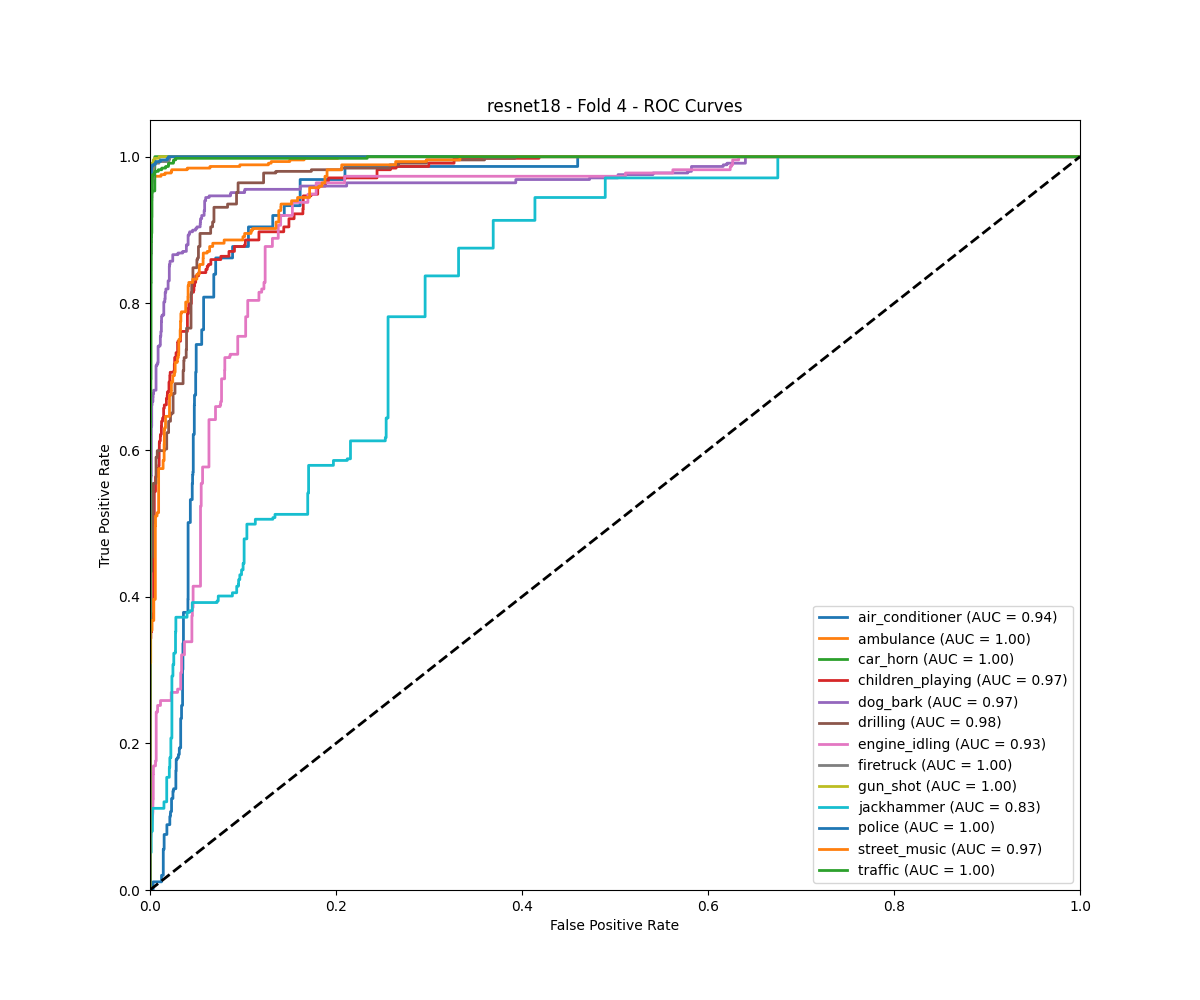 resnet18 - Fold 4 - ROC Curves
1.0
0.8
0.6
0.4
0.2
0.0
True Positive Rate
0.0 0.2 0.4 0.6 0.8 1.0
False Positive Rate
air_conditioner (AUC = 0.94)
ambulance (AUC = 1.00)
car_horn (AUC = 1.00)
children_playing (AUC = 0.97)
dog_bark (AUC = 0.97)
drilling (AUC = 0.98)
engine_idling (AUC = 0.93)
firetruck (AUC = 1.00)
gun_shot (AUC = 1.00)
jackhammer (AUC = 0.83)
police (AUC = 1.00)
street_music (AUC = 0.97)
traffic (AUC = 1.00)